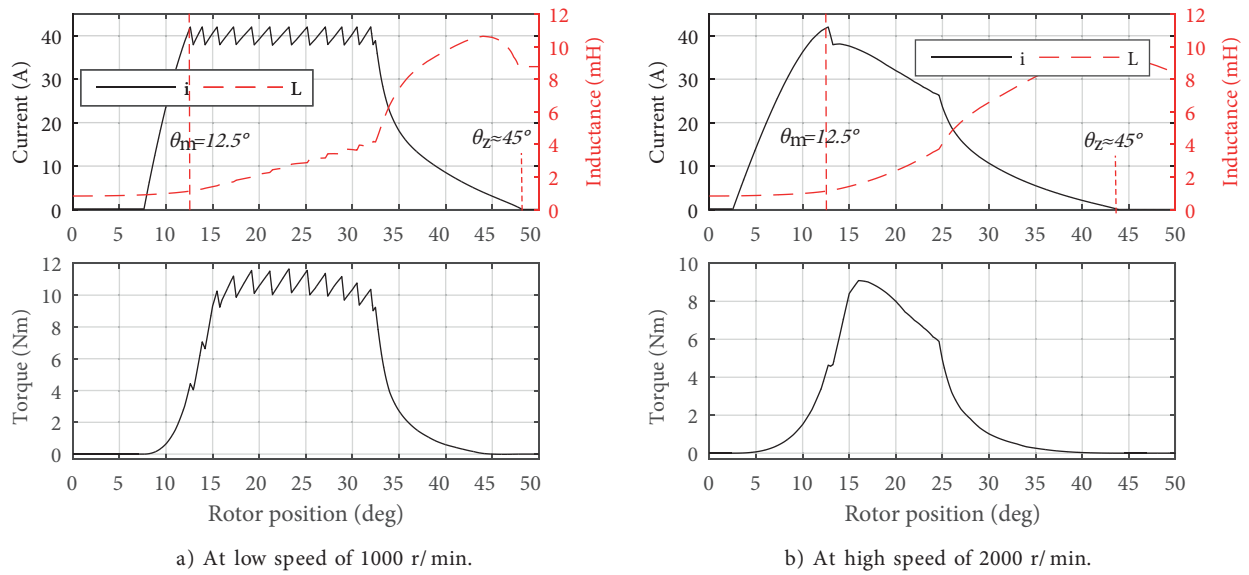 12
10
8
6
4
2
0
Inductance (mH)
40
30
20
10
0
Current (A)
i L
θm=12.5º
θz≈45º
0 5 10 15 20 25 30 35 40 45 50
12
10
8
6
4
2
0
Torque (Nm)
0 5 10 15 20 25 30 35 40 45 50
Rotor position (deg)
a) At low speed of 1000 r/min.
12
10
8
6
4
2
0
Inductance (mH)
40
30
20
10
0
Current (A)
i L
θm=12.5º
θz≈45º
0 5 10 15 20 25 30 35 40 45 50
10
8
6
4
2
0
Torque (Nm)
0 5 10 15 20 25 30 35 40 45 50
Rotor position (deg)
b) At high speed of 2000 r/min.